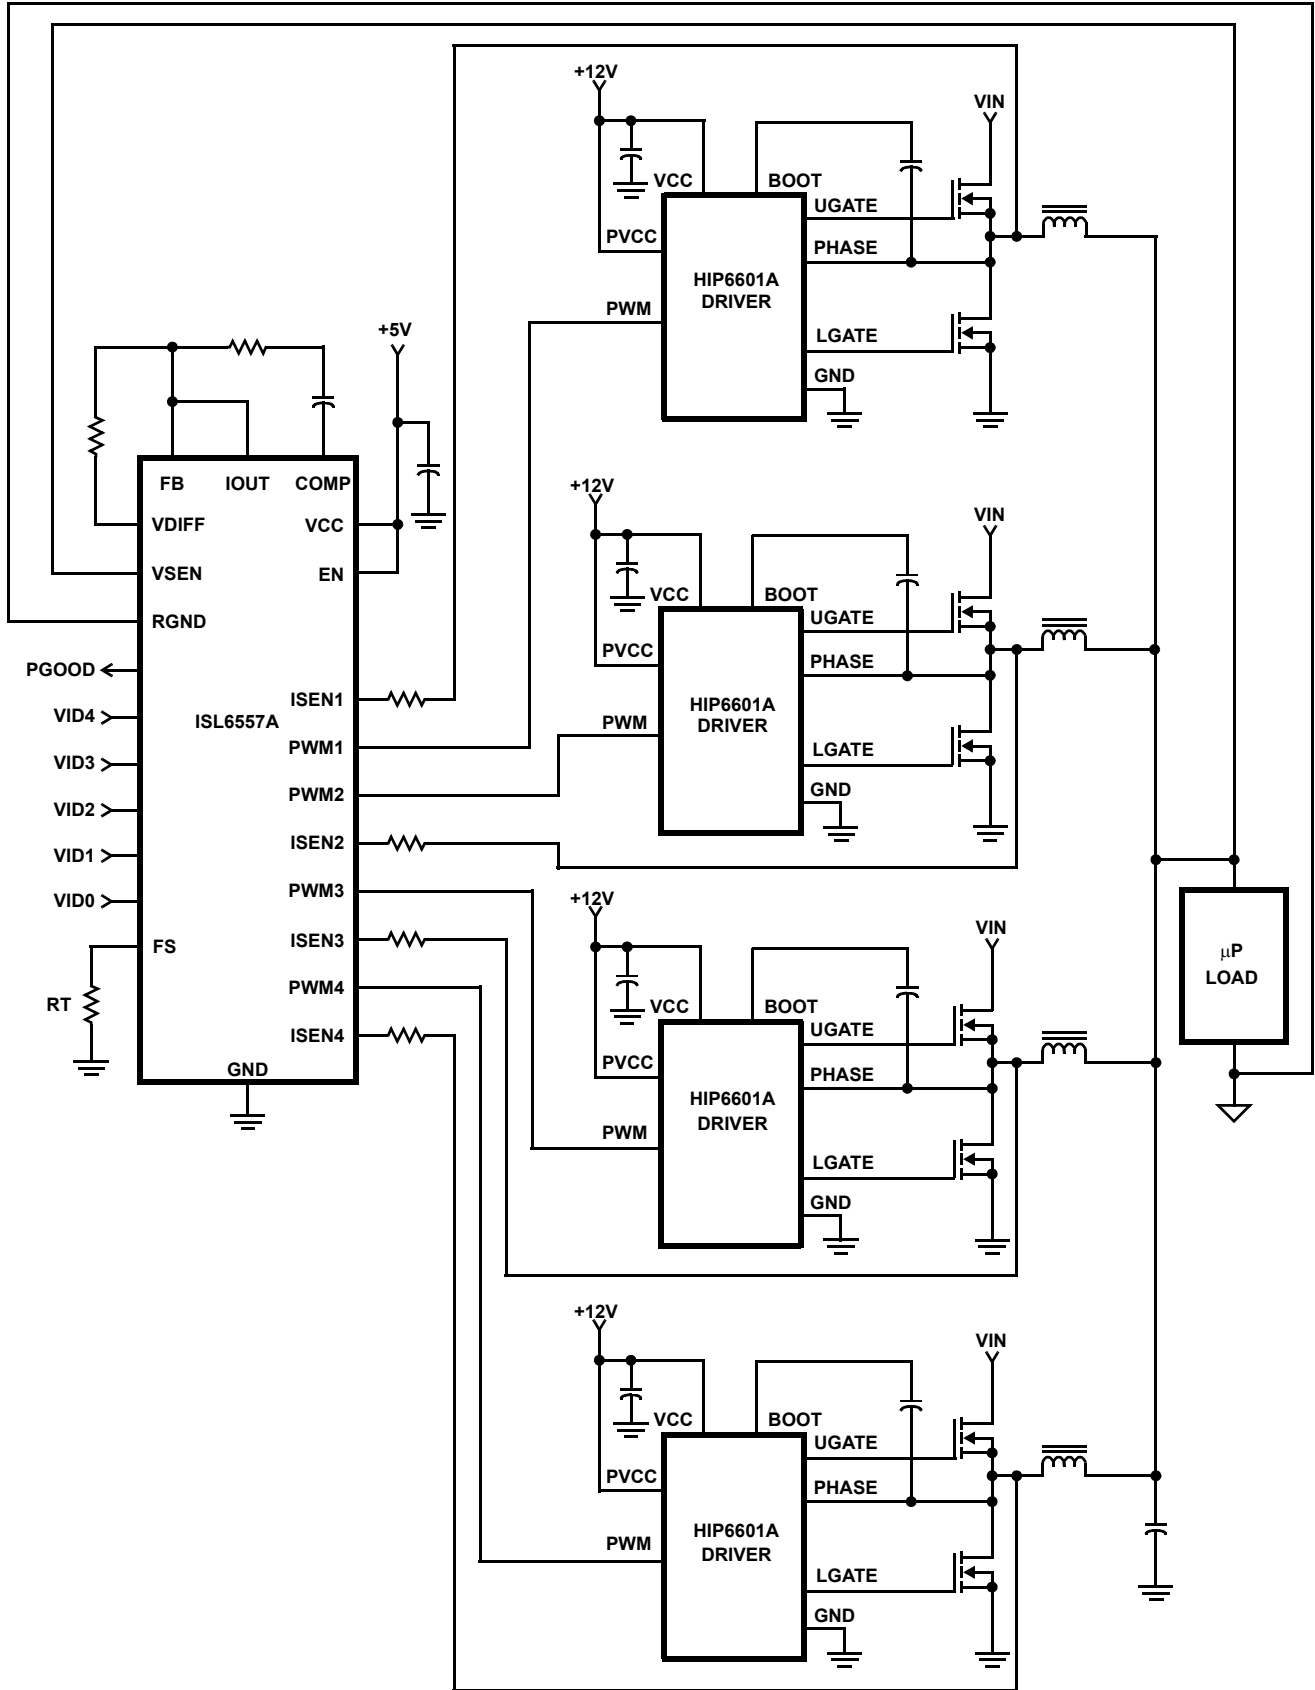 +12V
VIN
VCC
BOOT
UGATE
PVCC
PHASE
HIP6601A
DRIVER
PWM
LGATE
GND
+5V
FB
IOUT
COMP
VDIFF
VCC
VSEN
EN
RGND
PGOOD
ISEN1
VID4
ISL6557A
PWM1
VID3
PWM2
VID2
ISEN2
VID1
PWM3
VID0
ISEN3
FS
PWM4
RT
ISEN4
GND
+12V
VIN
VCC
BOOT
UGATE
PVCC
PHASE
HIP6601A
DRIVER
PWM
LGATE
GND
+12V
VIN
VCC
BOOT
UGATE
PVCC
PHASE
HIP6601A
DRIVER
PWM
LGATE
GND
µP
LOAD
+12V
VIN
VCC
BOOT
UGATE
PVCC
PHASE
HIP6601A
DRIVER
PWM
LGATE
GND